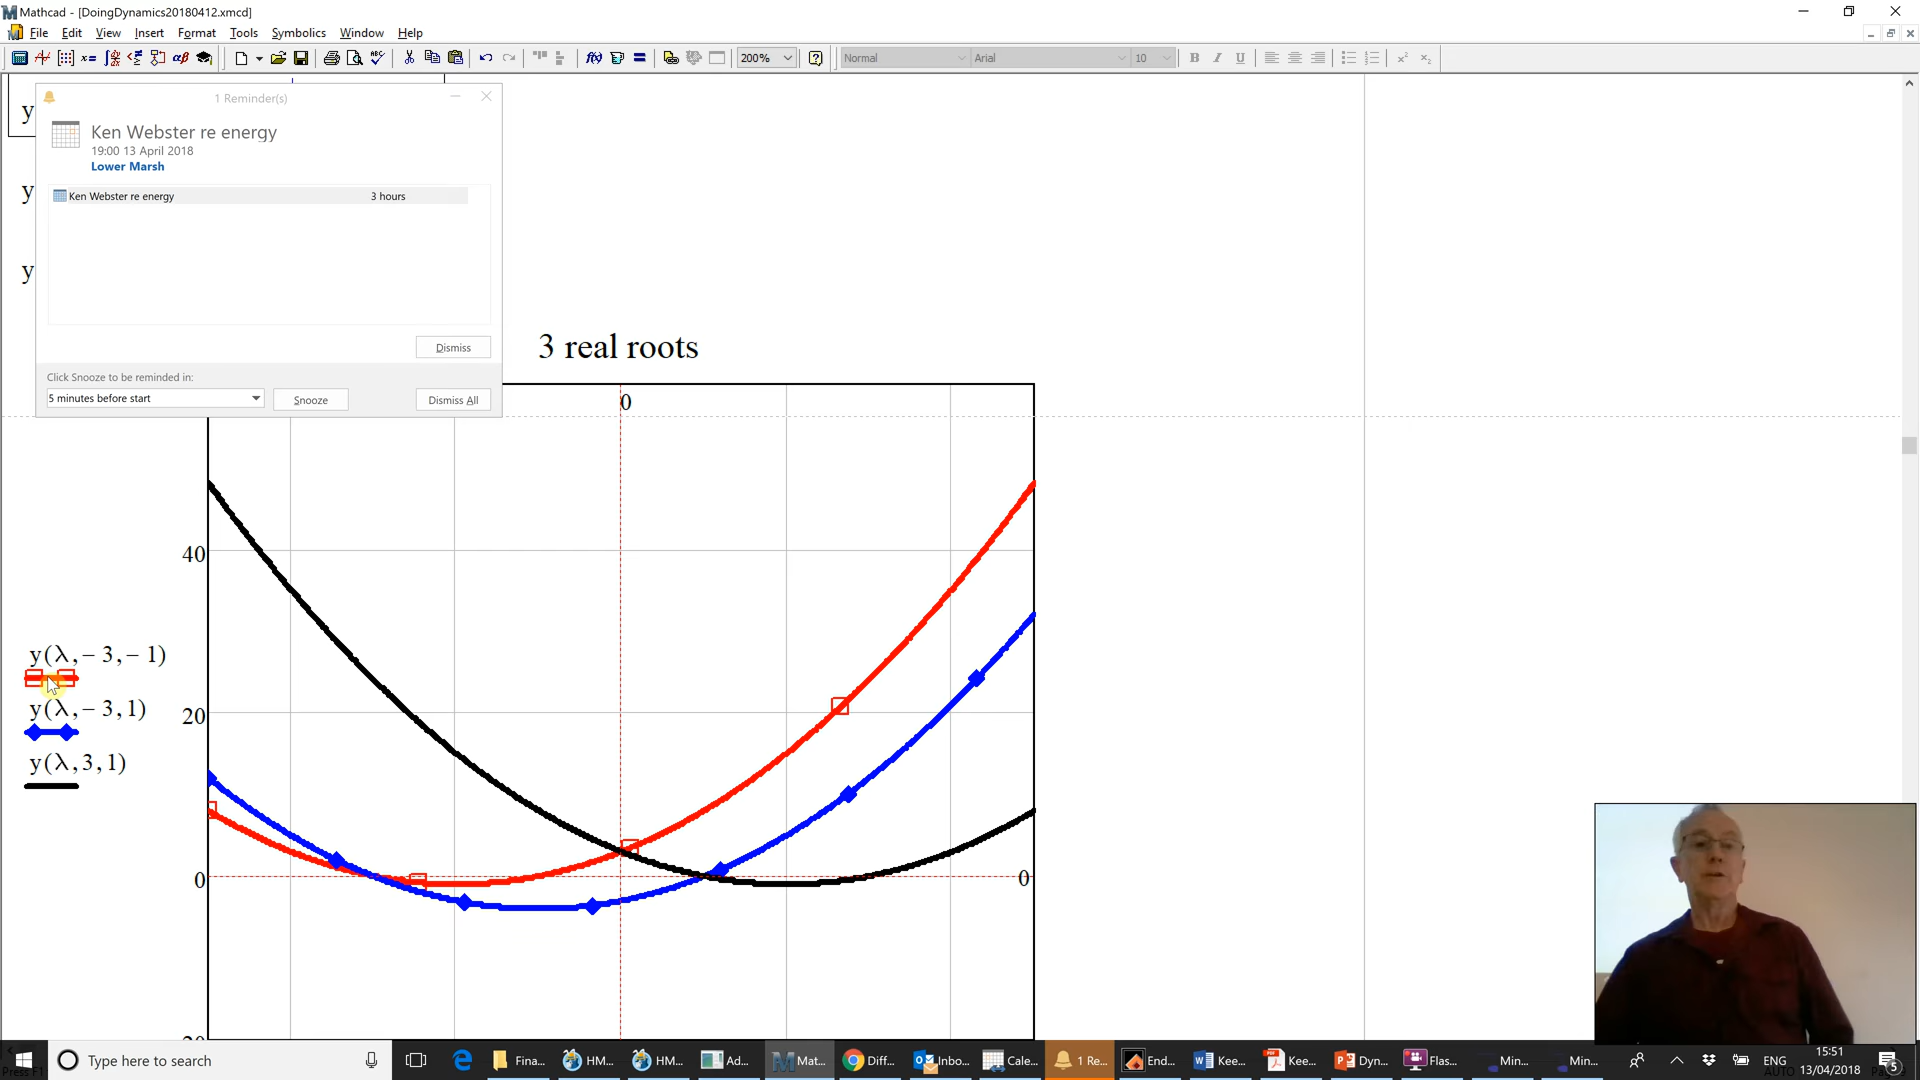 Mathcad - [DoingDynamics20180412.xmcd]
File Edit View Insert Format Tools Symbolics Window Help
200% Normal Arial 10
y
1 Reminder(s)
Ken Webster re energy
19:00 13 April 2018
Lower Marsh
y
Ken Webster re energy 3 hours
y
Dismiss
3 real roots
Click Snooze to be reminded in:
5 minutes before start Snooze Dismiss All
0
40
y(λ,−3,−1)
y(λ,−3,1)
20
y(λ,3,1)
0 0
Type here to search
Fina... HM... HM... Ad... Mat... Diff... Inbo... Cale... 1 Re... End... Kee... Kee... Dyn... Flas... Min... Min... ENG
15:51
13/04/2018
5